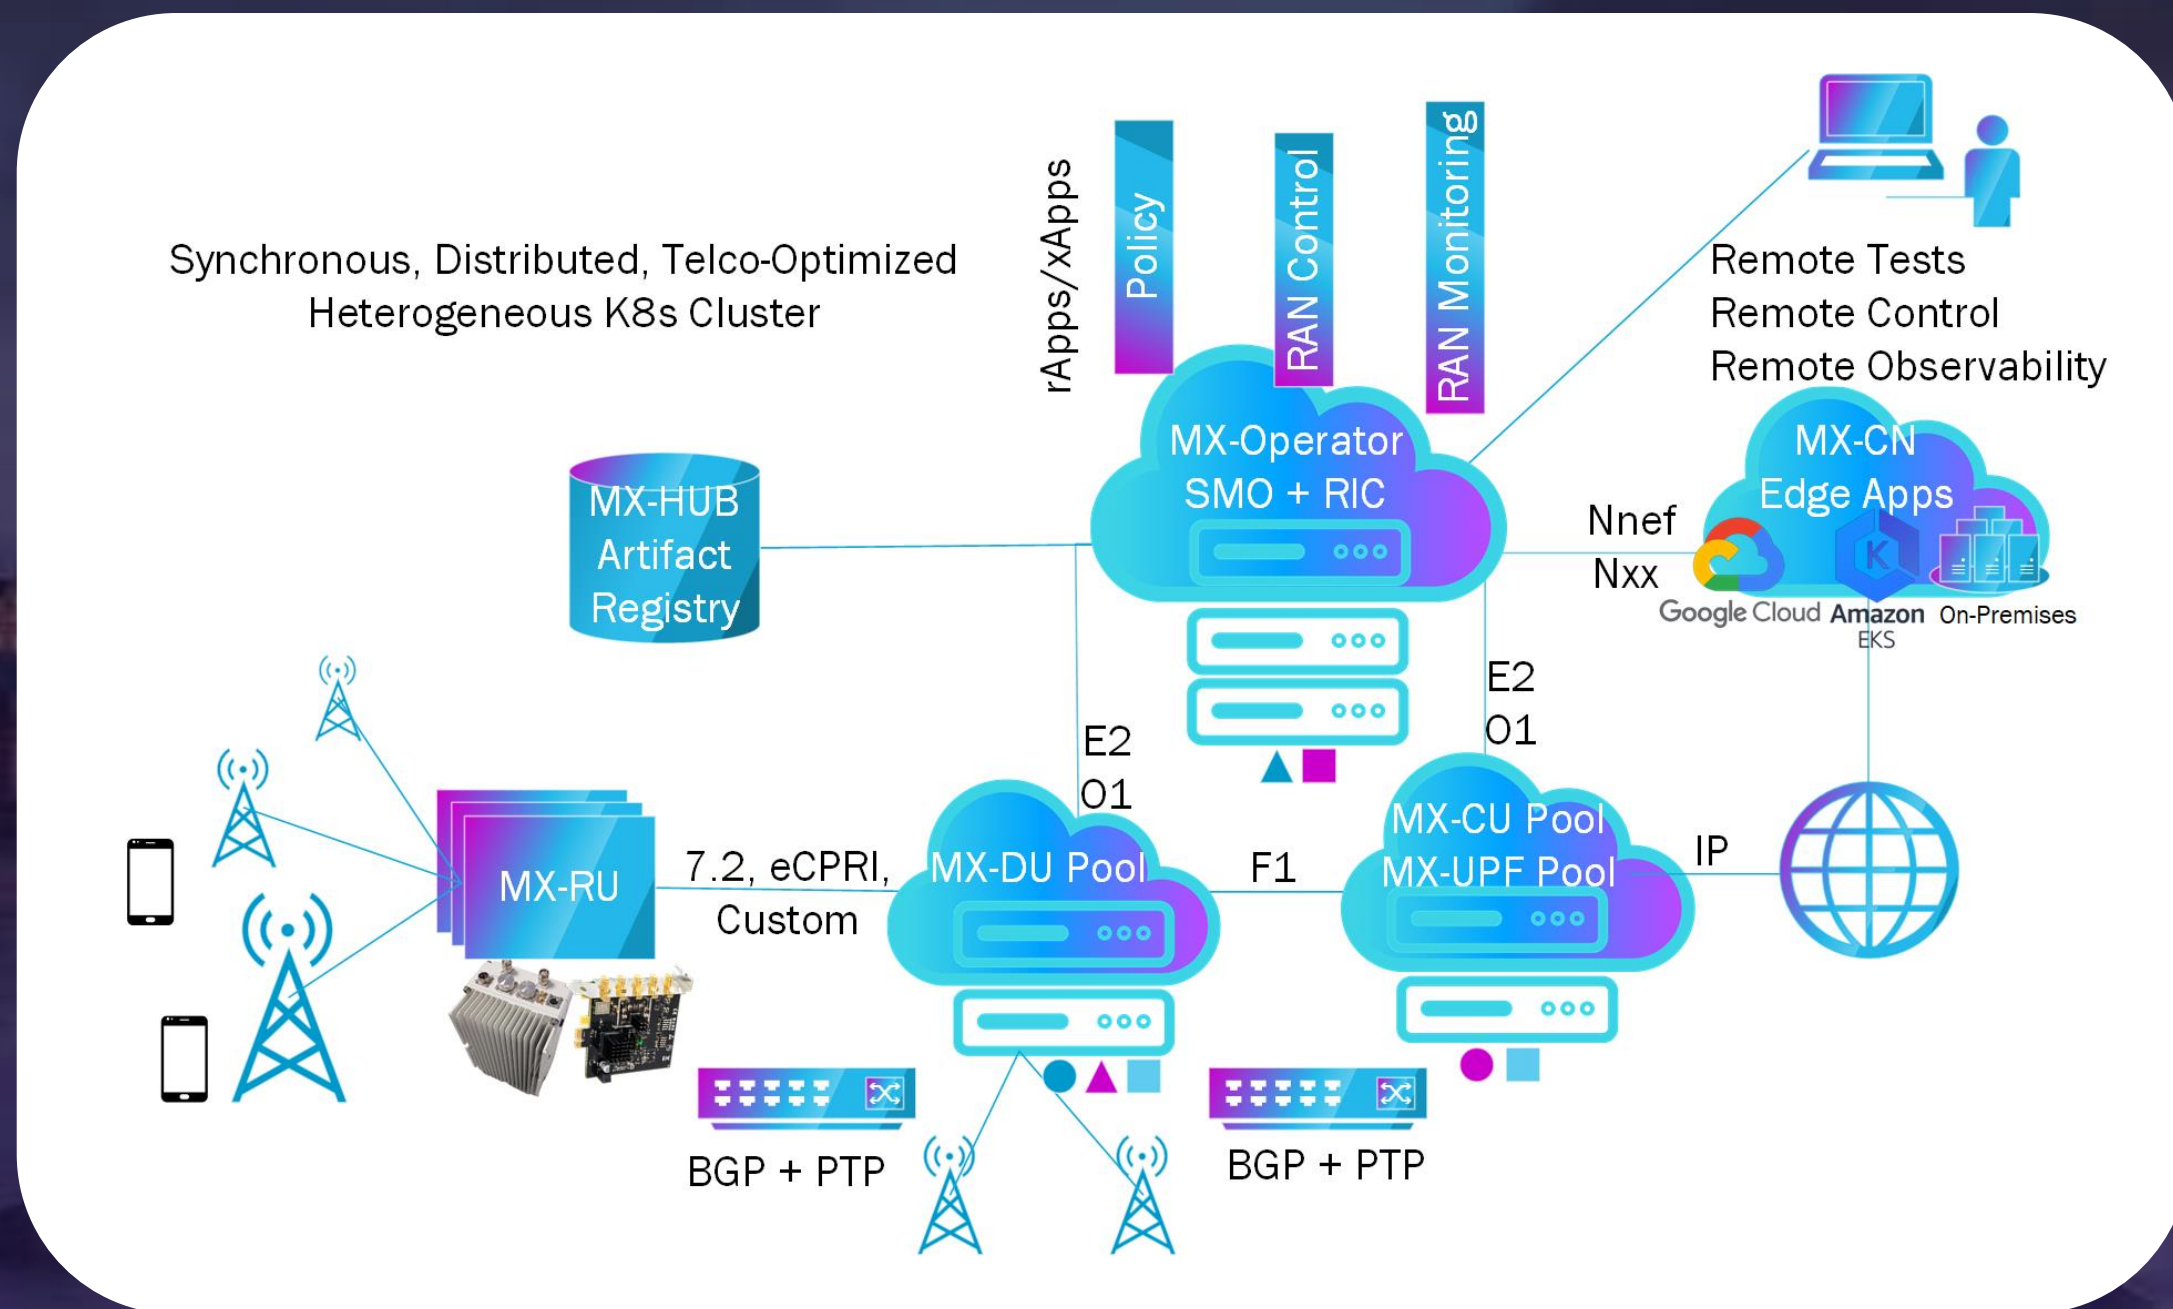 Synchronous, Distributed, Telco-Optimized
Heterogeneous K8s Cluster
rApps/xApps
Policy
RAN Control
RAN Monitoring
Remote Tests
Remote Control
Remote Observability
MX-Operator
SMO + RIC
MX-CN
Edge Apps
MX-HUB
Artifact
Registry
Nnef
Nxx
K
Google Cloud
Amazon
EKS
On-Premises
E2
O1
E2
O1
MX-RU
7.2, eCPRI,
Custom
MX-DU Pool
F1
MX-CU Pool
MX-UPF Pool
IP
BGP + PTP
BGP + PTP